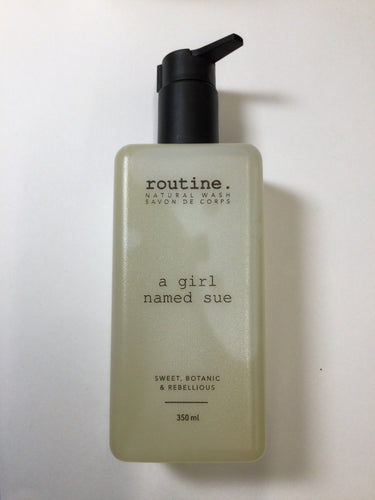 routine.
NATURAL WASH
SAVON DE CORPS
a girl
named sue
SWEET, BOTANIC
& REBELLIOUS
350 ml